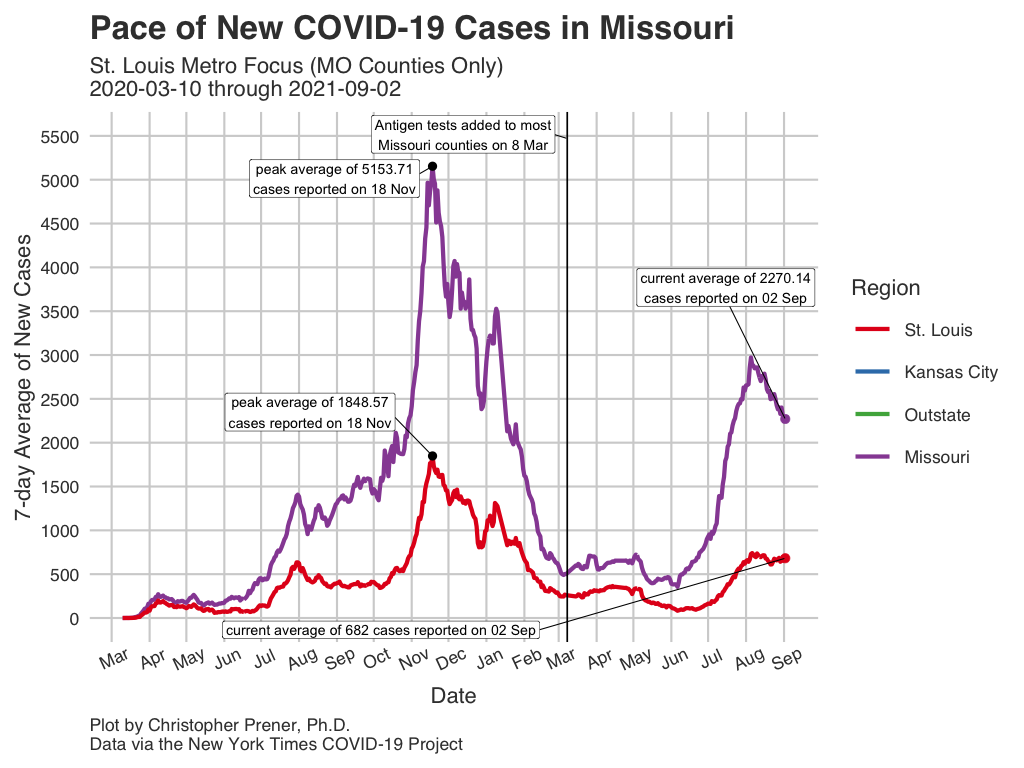 Pace of New COVID-19 Cases in Missouri
St. Louis Metro Focus (MO Counties Only)
2020-03-10 through 2021-09-02
Antigen tests added to most
Missouri counties on 8 Mar
peak average of 5153.71
cases reported on 18 Nov
current average of 2270.14
cases reported on 02 Sep
peak average of 1848.57
cases reported on 18 Nov
current average of 682 cases reported on 02 Sep
7-day Average of New Cases
5500
5000
4500
4000
3500
3000
2500
2000
1500
1000
500
0
Mar Apr May Jun Jul Aug Sep Oct Nov Dec Jan Feb Mar Apr May Jun Jul Aug Sep
Date
Region
St. Louis
Kansas City
Outstate
Missouri
Plot by Christopher Prener, Ph.D.
Data via the New York Times COVID-19 Project